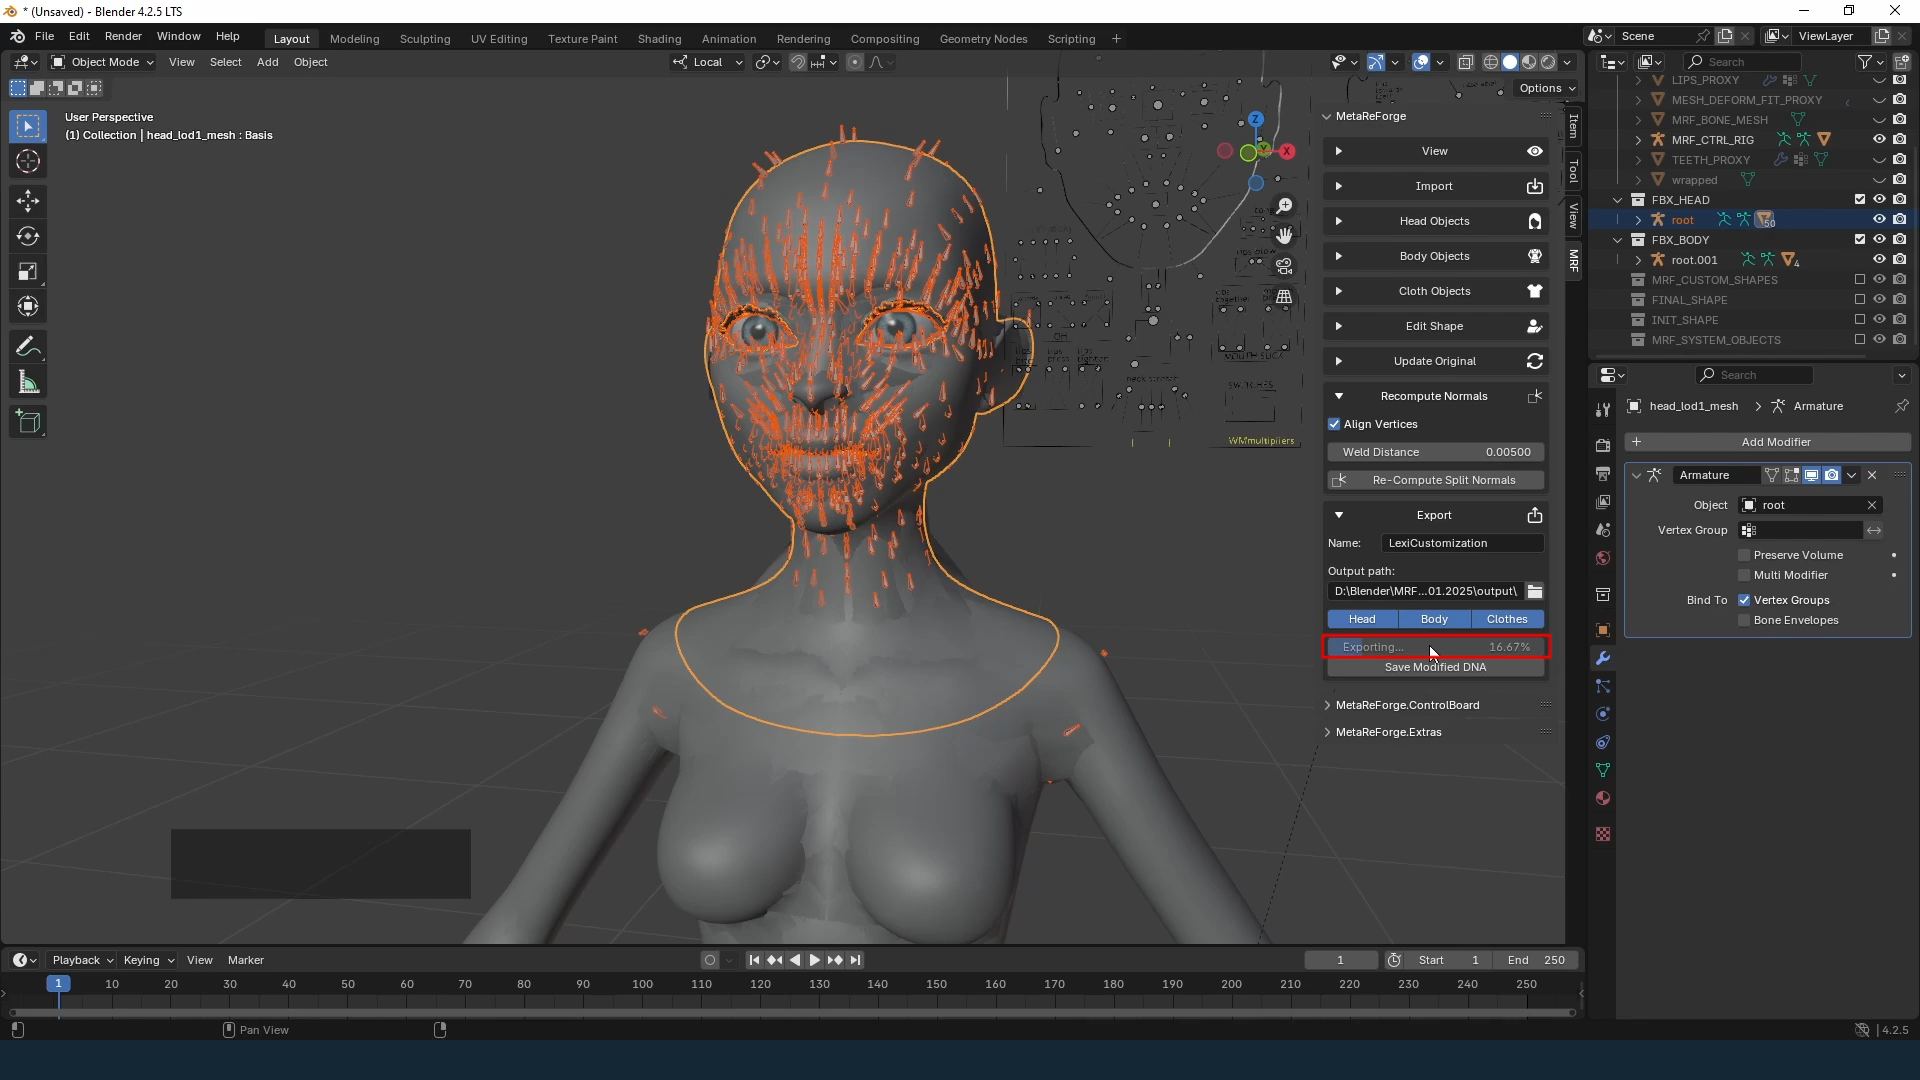 * (Unsaved) - Blender 4.2.5 LTS
File Edit Render Window Help
Layout Modeling Sculpting UV Editing Texture Paint Shading Animation Rendering Compositing Geometry Nodes Scripting +
Scene
ViewLayer
Object Mode View Select Add Object
Local
Search
Options
User Perspective
(1) Collection | head_lod1_mesh : Basis
Z
X
MetaReForge
View
Import
Head Objects
Body Objects
Cloth Objects
Edit Shape
Update Original
Recompute Normals
Align Vertices
Weld Distance 0.00500
Re-Compute Split Normals
Export
Name: LexiCustomization
Output path:
D:\Blender\MRF...01.2025\output\
Head Body Clothes
Exporting... 16.67%
Save Modified DNA
MetaReForge.ControlBoard
MetaReForge.Extras
Item
Tool
View
MRF
SWITCHES
WMmultipliers
LIPS_PROXY
MESH_DEFORM_FIT_PROXY
MRF_BONE_MESH
MRF_CTRL_RIG
TEETH_PROXY
wrapped
FBX_HEAD
root 50
FBX_BODY
root.001 4
MRF_CUSTOM_SHAPES
FINAL_SHAPE
INIT_SHAPE
MRF_SYSTEM_OBJECTS
Search
head_lod1_mesh > Armature
+ Add Modifier
Armature
Object root
Vertex Group
Preserve Volume
Multi Modifier
Bind To Vertex Groups
Bone Envelopes
Playback Keying View Marker
1 Start 1 End 250
1 10 20 30 40 50 60 70 80 90 100 110 120 130 140 150 160 170 180 190 200 210 220 230 240 250
Pan View
4.2.5